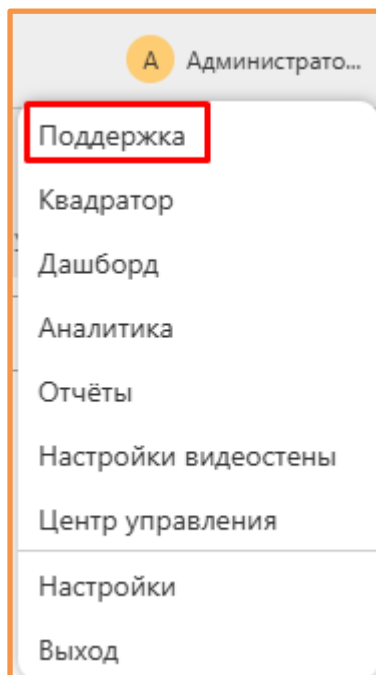 А Администрато...
Поддержка
Квадратор
Дашборд
Аналитика
Отчёты
Настройки видеостены
Центр управления
Настройки
Выход